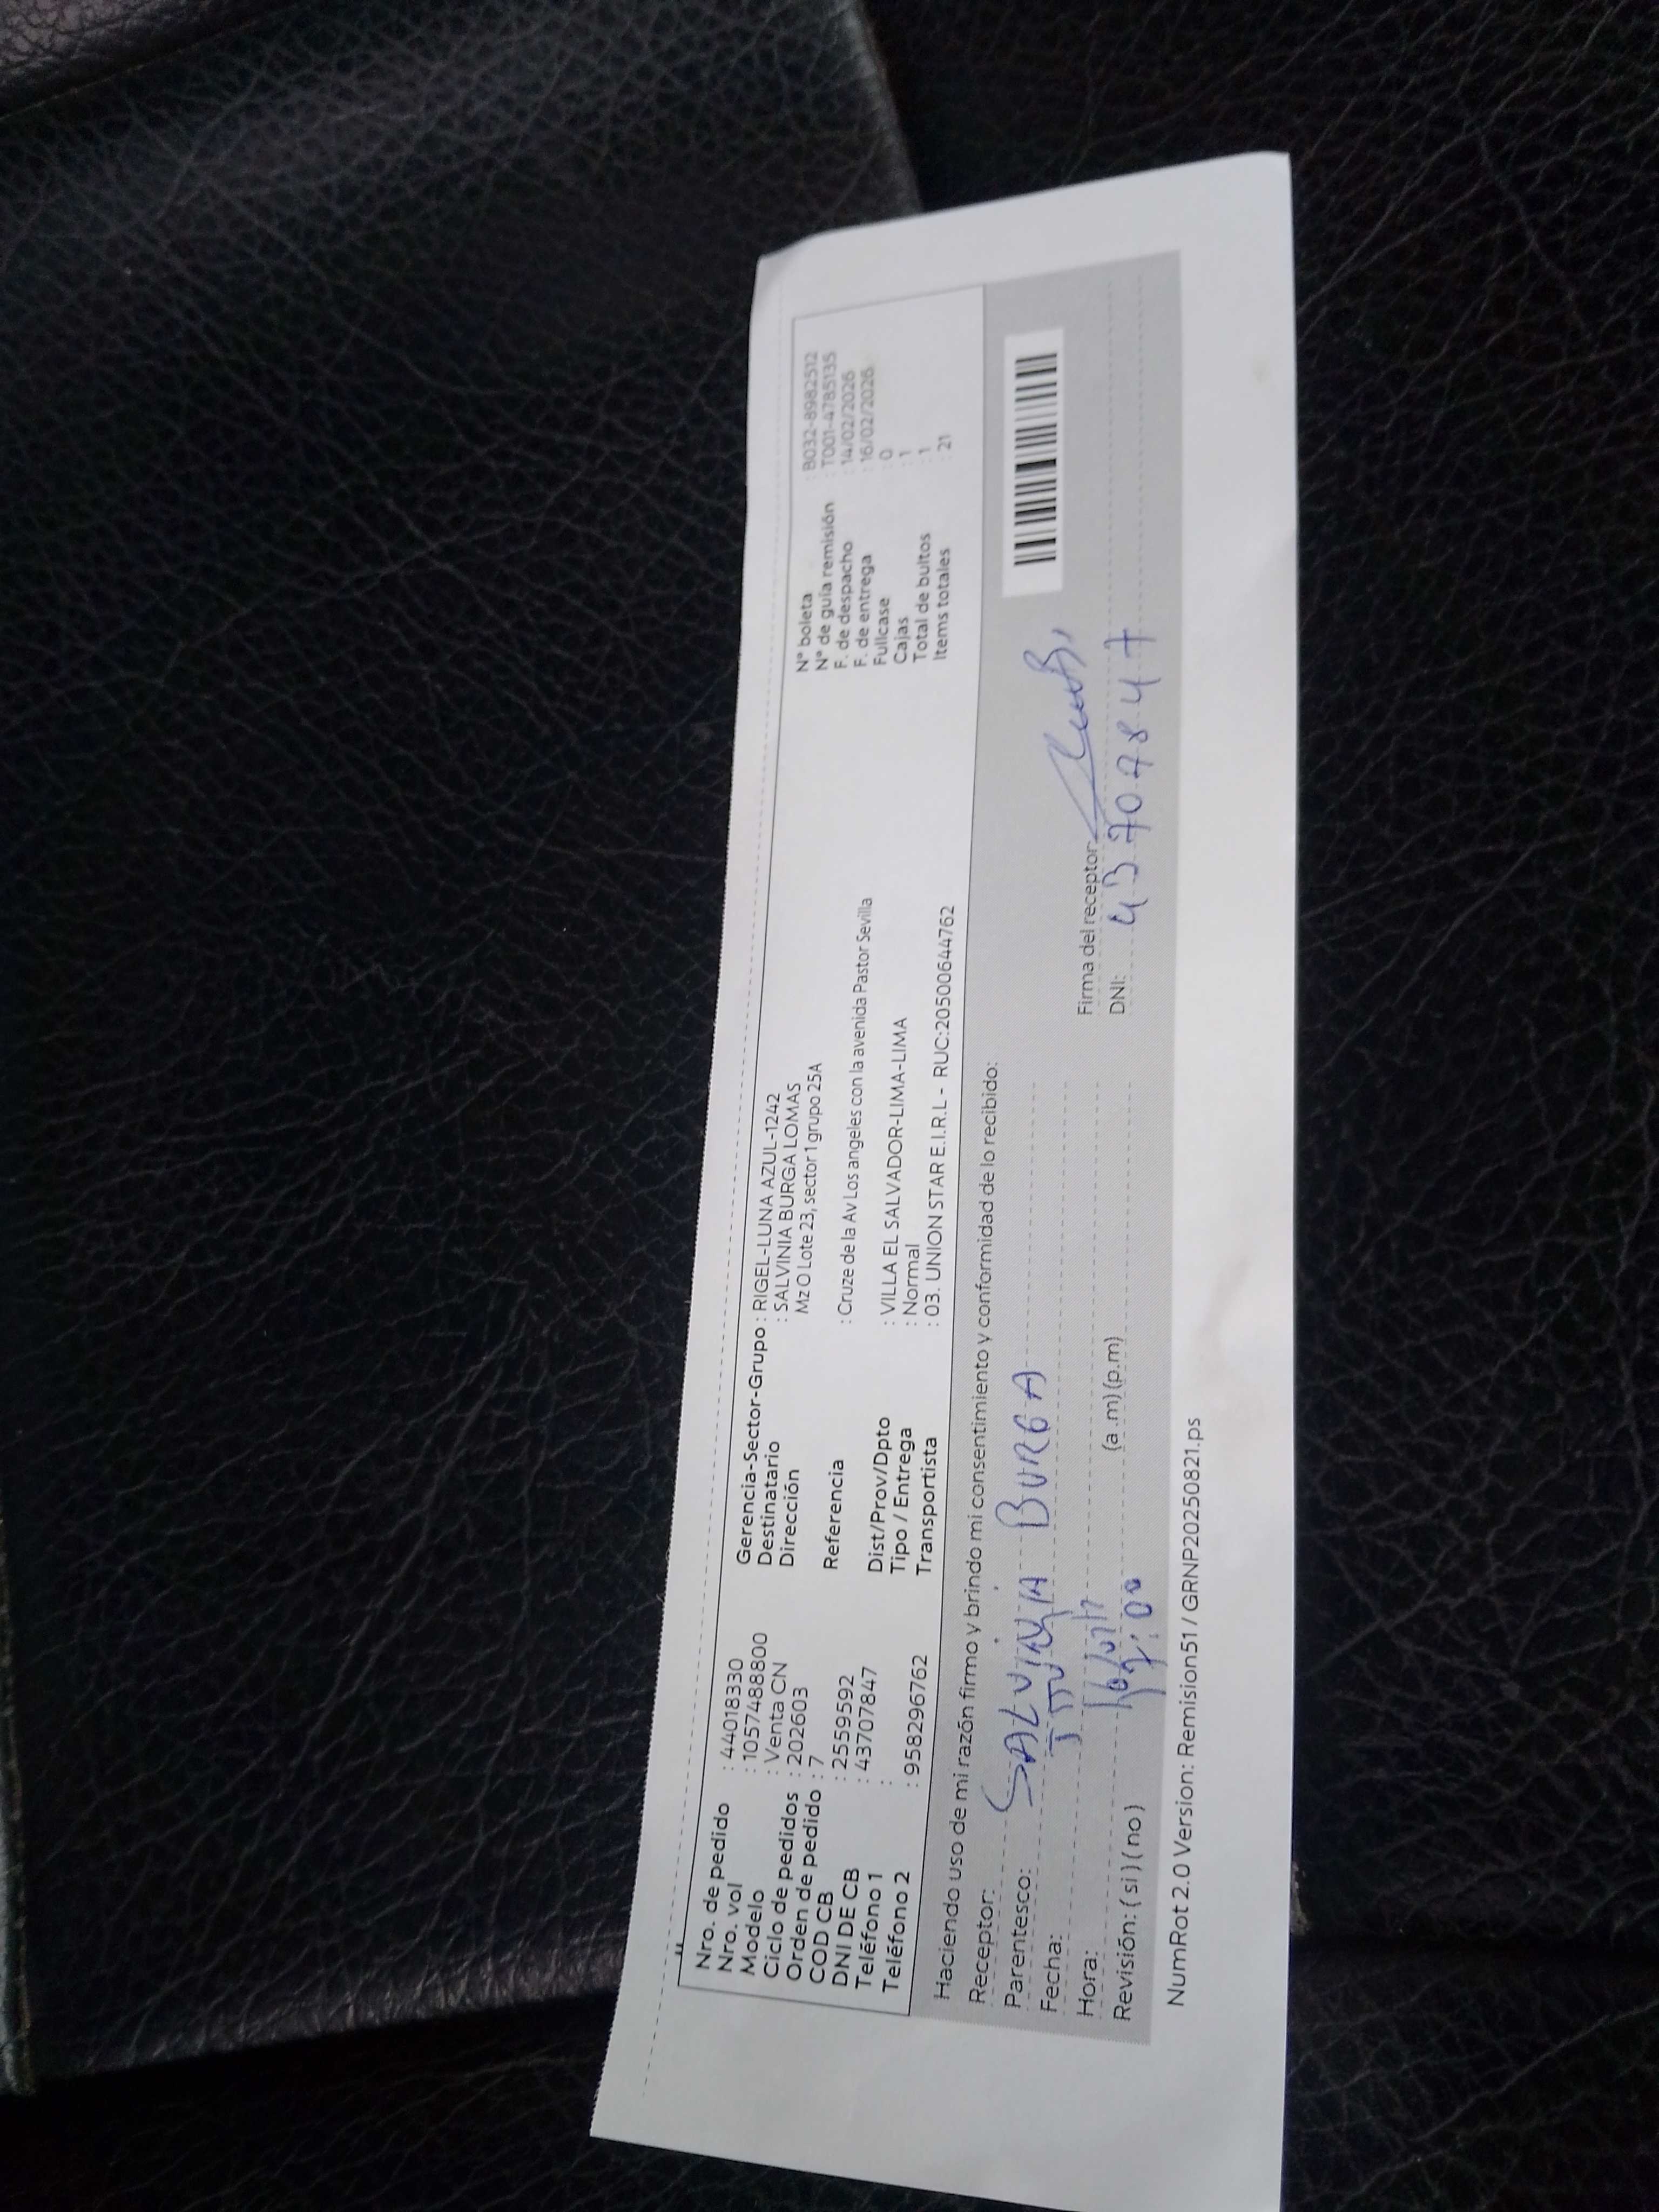 Nro. de pedido : 44018330
Nro. vol : 1057488800
Modelo : Venta CN
Ciclo de pedidos : 202603
Orden de pedido : 7
COD CB : 2559592
DNI DE CB : 43707847
Teléfono 1 :
Teléfono 2 : 958296762
Gerencia-Sector-Grupo : RIGEL-LUNA AZUL-1242
Destinatario : SALVINIA BURGA LOMAS
Dirección Mz O Lote 23, sector 1 grupo 25A
Referencia : Cruze de la Av Los angeles con la avenida Pastor Sevilla
Dist/Prov/Dpto : VILLA EL SALVADOR-LIMA-LIMA
Tipo / Entrega : Normal
Transportista : 03. UNION STAR E.I.R.L - RUC:20500644762
N° boleta : B032-8982512
N° de guía remisión : T001-4785135
F. de despacho : 14/02/2026
F. de entrega : 16/02/2026
Fullcase : 0
Cajas : 1
Total de bultos : 1
Items totales : 21
Haciendo uso de mi razón firmo y brindo mi consentimiento y conformidad de lo recibido:
Receptor: SALVINIA BURGA
Parentesco:
Fecha:
Hora: (a .m) (p.m)
Revisión: ( si ) ( no )
Firma del receptor:
DNI: 43707847
NumRot 2.0 Version: Remision51 / GRNP20250821.ps